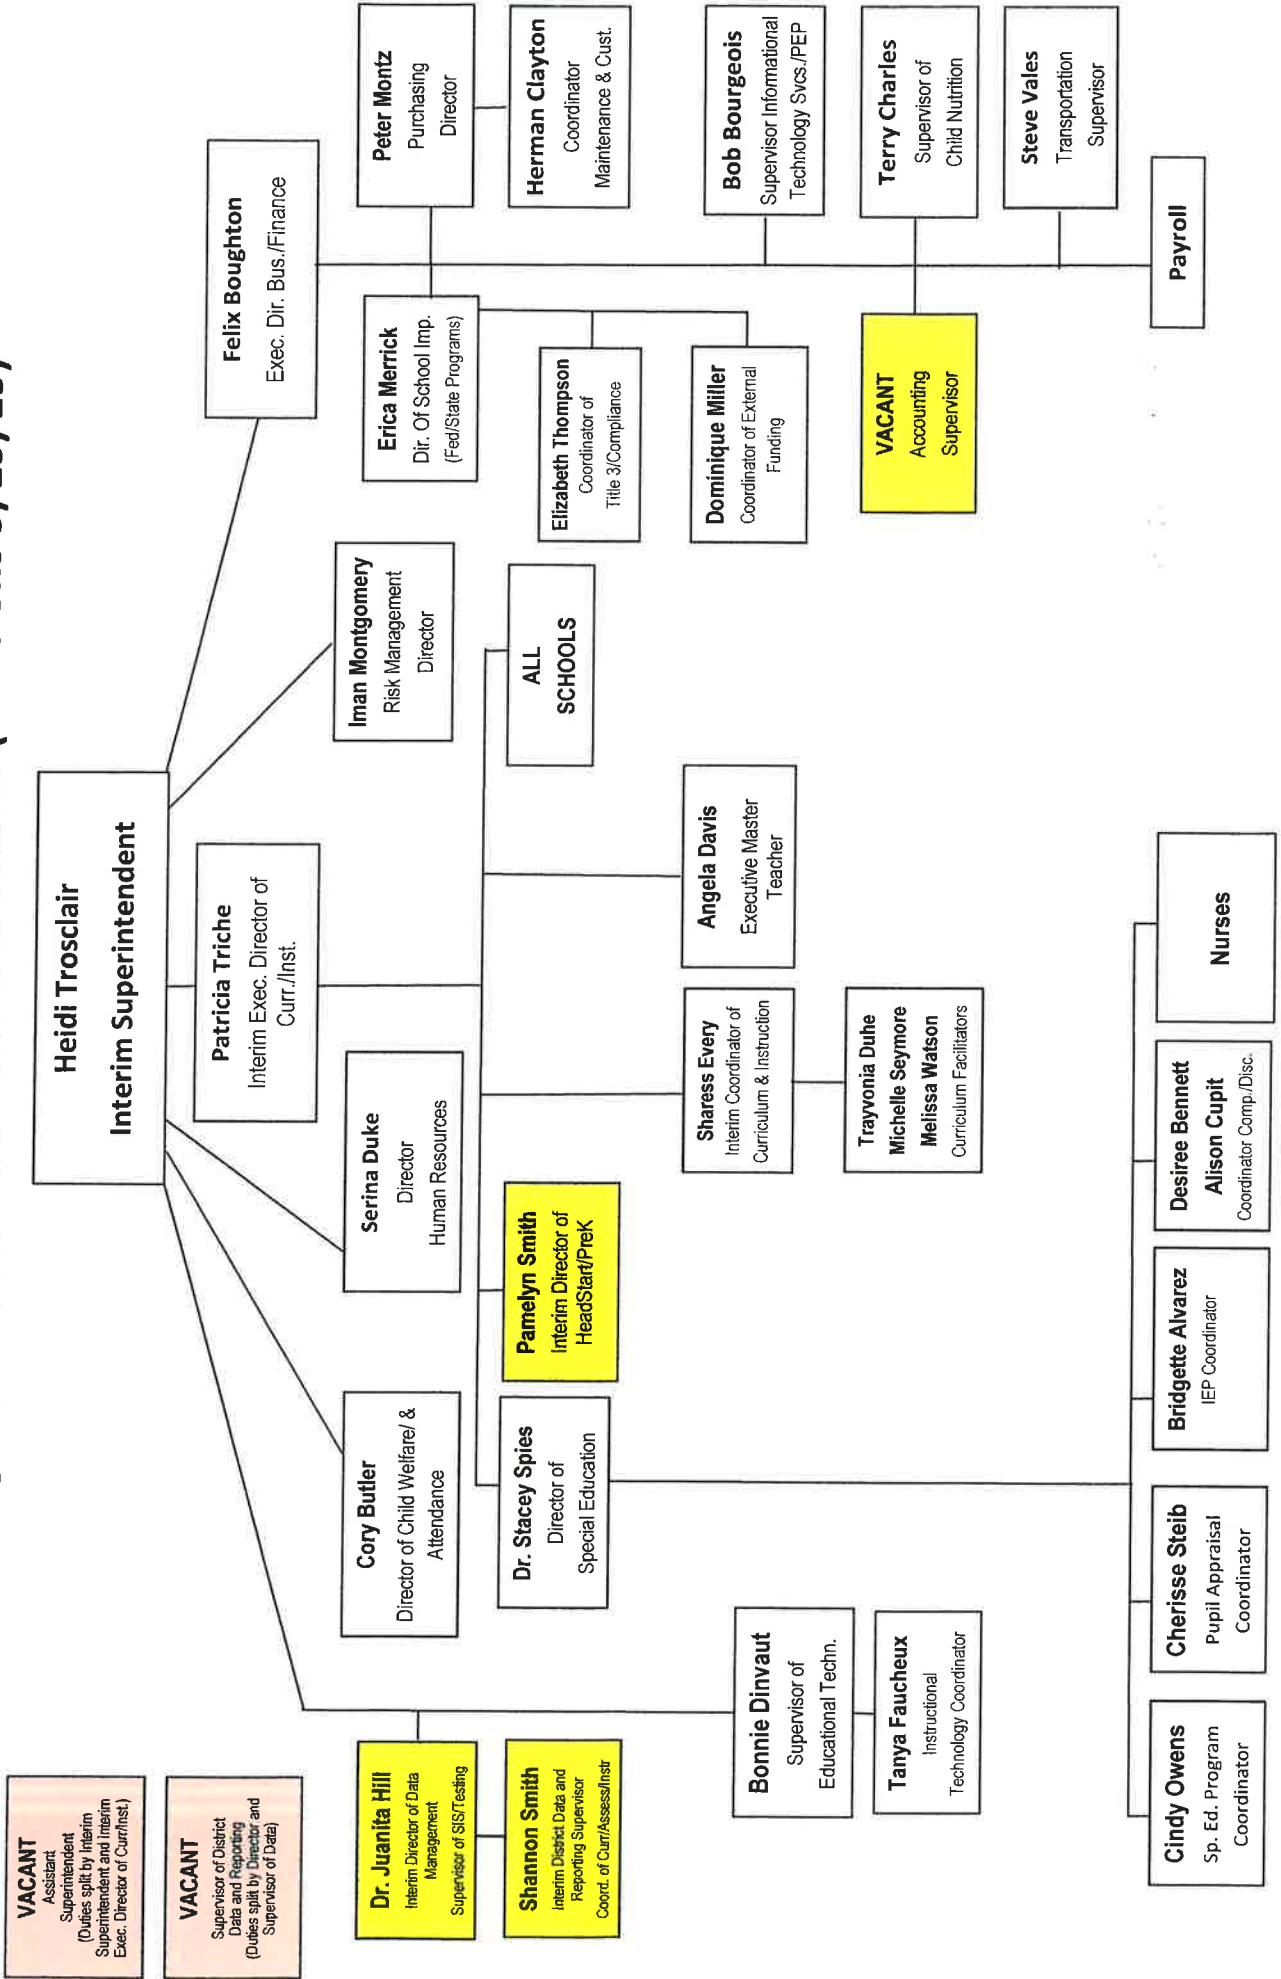 VACANT
Assistant
Superintendent
(Duties split by Interim
Superintendent and Interim
Exec. Director of Curr/Inst.)
Heidi Trosclair
Interim Superintendent
VACANT
Supervisor of District
Data and Reporting
(Duties split by Director and
Supervisor of Data)
Patricia Triche
Interim Exec. Director of
Curr./Inst.
Felix Boughton
Exec. Dir. Bus./Finance
Dr. Juanita Hill
Interim Director of Data
Management
Supervisor of SIS/Testing
Cory Butler
Director of Child Welfare/ &
Attendance
Serina Duke
Director
Human Resources
Iman Montgomery
Risk Management
Director
Erica Merrick
Dir. Of School Imp.
(Fed/State Programs)
Peter Montz
Purchasing
Director
Shannon Smith
Interim District Data and
Reporting Supervisor
Coord. of Curr/Assess/Instr
Dr. Stacey Spies
Director of
Special Education
Pamelyn Smith
Interim Director of
HeadStart/PreK
ALL
SCHOOLS
Elizabeth Thompson
Coordinator of
Title 3/Compliance
Herman Clayton
Coordinator
Maintenance & Cust.
Bonnie Dinvaut
Supervisor of
Educational Techn.
Sharess Every
Interim Coordinator of
Curriculum & Instruction
Angela Davis
Executive Master
Teacher
Dominique Miller
Coordinator of External
Funding
Bob Bourgeois
Supervisor Informational
Technology Svcs./PEP
Tanya Faucheux
Instructional
Technology Coordinator
Trayvonia Duhe
Michelle Seymore
Melissa Watson
Curriculum Facilitators
VACANT
Accounting
Supervisor
Terry Charles
Supervisor of
Child Nutrition
Steve Vales
Transportation
Supervisor
Cindy Owens
Sp. Ed. Program
Coordinator
Cherisse Steib
Pupil Appraisal
Coordinator
Bridgette Alvarez
IEP Coordinator
Desiree Bennett
Alison Cupit
Coordinator Comp./Disc.
Nurses
Payroll